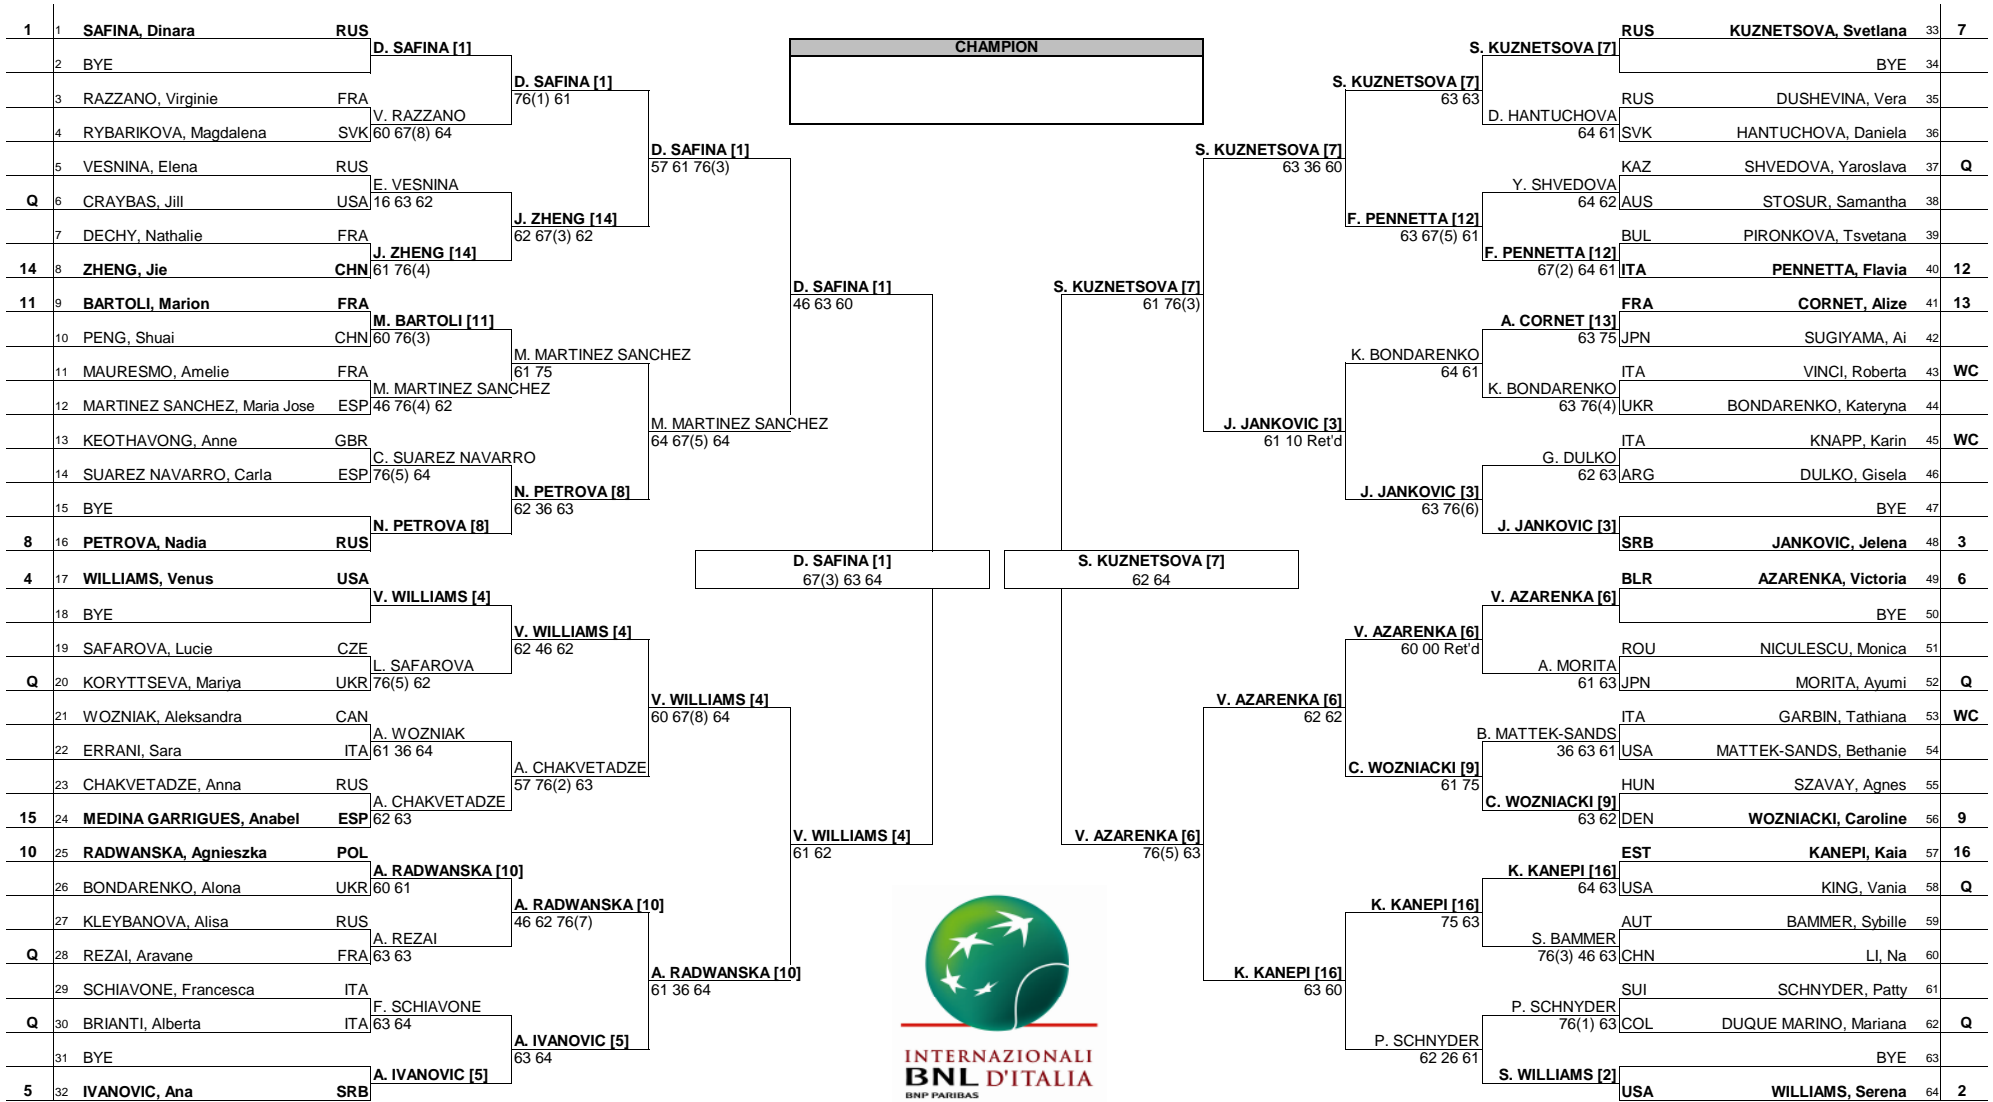 CHAMPION
1 1 SAFINA, Dinara RUS
2 BYE
3 RAZZANO, Virginie FRA
4 RYBARIKOVA, Magdalena SVK
5 VESNINA, Elena RUS
Q 6 CRAYBAS, Jill USA
7 DECHY, Nathalie FRA
14 8 ZHENG, Jie CHN
11 9 BARTOLI, Marion FRA
10 PENG, Shuai CHN
11 MAURESMO, Amelie FRA
12 MARTINEZ SANCHEZ, Maria Jose ESP
13 KEOTHAVONG, Anne GBR
14 SUAREZ NAVARRO, Carla ESP
15 BYE
8 16 PETROVA, Nadia RUS
4 17 WILLIAMS, Venus USA
18 BYE
19 SAFAROVA, Lucie CZE
Q 20 KORYTTSEVA, Mariya UKR
21 WOZNIAK, Aleksandra CAN
22 ERRANI, Sara ITA
23 CHAKVETADZE, Anna RUS
15 24 MEDINA GARRIGUES, Anabel ESP
10 25 RADWANSKA, Agnieszka POL
26 BONDARENKO, Alona UKR
27 KLEYBANOVA, Alisa RUS
Q 28 REZAI, Aravane FRA
29 SCHIAVONE, Francesca ITA
Q 30 BRIANTI, Alberta ITA
31 BYE
5 32 IVANOVIC, Ana SRB
D. SAFINA [1]
V. RAZZANO
60 67(8) 64
E. VESNINA
16 63 62
J. ZHENG [14]
61 76(4)
M. BARTOLI [11]
60 76(3)
M. MARTINEZ SANCHEZ
46 76(4) 62
C. SUAREZ NAVARRO
76(5) 64
N. PETROVA [8]
V. WILLIAMS [4]
L. SAFAROVA
76(5) 62
A. WOZNIAK
61 36 64
A. CHAKVETADZE
62 63
A. RADWANSKA [10]
60 61
A. REZAI
63 63
F. SCHIAVONE
63 64
A. IVANOVIC [5]
D. SAFINA [1]
76(1) 61
J. ZHENG [14]
62 67(3) 62
M. MARTINEZ SANCHEZ
61 75
N. PETROVA [8]
62 36 63
V. WILLIAMS [4]
62 46 62
A. CHAKVETADZE
57 76(2) 63
A. RADWANSKA [10]
46 62 76(7)
A. IVANOVIC [5]
63 64
D. SAFINA [1]
57 61 76(3)
M. MARTINEZ SANCHEZ
64 67(5) 64
V. WILLIAMS [4]
60 67(8) 64
A. RADWANSKA [10]
61 36 64
D. SAFINA [1]
46 63 60
V. WILLIAMS [4]
61 62
D. SAFINA [1]
67(3) 63 64
S. KUZNETSOVA [7]
62 64
S. KUZNETSOVA [7]
61 76(3)
V. AZARENKA [6]
76(5) 63
S. KUZNETSOVA [7]
63 36 60
J. JANKOVIC [3]
61 10 Ret'd
V. AZARENKA [6]
62 62
K. KANEPI [16]
63 60
S. KUZNETSOVA [7]
63 63
F. PENNETTA [12]
63 67(5) 61
K. BONDARENKO
64 61
J. JANKOVIC [3]
63 76(6)
V. AZARENKA [6]
60 00 Ret'd
C. WOZNIACKI [9]
61 75
K. KANEPI [16]
75 63
P. SCHNYDER
62 26 61
S. KUZNETSOVA [7]
D. HANTUCHOVA
64 61
Y. SHVEDOVA
64 62
F. PENNETTA [12]
67(2) 64 61
A. CORNET [13]
63 75
K. BONDARENKO
63 76(4)
G. DULKO
62 63
J. JANKOVIC [3]
V. AZARENKA [6]
A. MORITA
61 63
B. MATTEK-SANDS
36 63 61
C. WOZNIACKI [9]
63 62
K. KANEPI [16]
64 63
S. BAMMER
76(3) 46 63
P. SCHNYDER
76(1) 63
S. WILLIAMS [2]
RUS KUZNETSOVA, Svetlana 33 7
BYE 34
RUS DUSHEVINA, Vera 35
SVK HANTUCHOVA, Daniela 36
KAZ SHVEDOVA, Yaroslava 37 Q
AUS STOSUR, Samantha 38
BUL PIRONKOVA, Tsvetana 39
ITA PENNETTA, Flavia 40 12
FRA CORNET, Alize 41 13
JPN SUGIYAMA, Ai 42
ITA VINCI, Roberta 43 WC
UKR BONDARENKO, Kateryna 44
ITA KNAPP, Karin 45 WC
ARG DULKO, Gisela 46
BYE 47
SRB JANKOVIC, Jelena 48 3
BLR AZARENKA, Victoria 49 6
BYE 50
ROU NICULESCU, Monica 51
JPN MORITA, Ayumi 52 Q
ITA GARBIN, Tathiana 53 WC
USA MATTEK-SANDS, Bethanie 54
HUN SZAVAY, Agnes 55
DEN WOZNIACKI, Caroline 56 9
EST KANEPI, Kaia 57 16
USA KING, Vania 58 Q
AUT BAMMER, Sybille 59
CHN LI, Na 60
SUI SCHNYDER, Patty 61
COL DUQUE MARINO, Mariana 62 Q
BYE 63
USA WILLIAMS, Serena 64 2
INTERNAZIONALI
BNL D'ITALIA
BNP PARIBAS